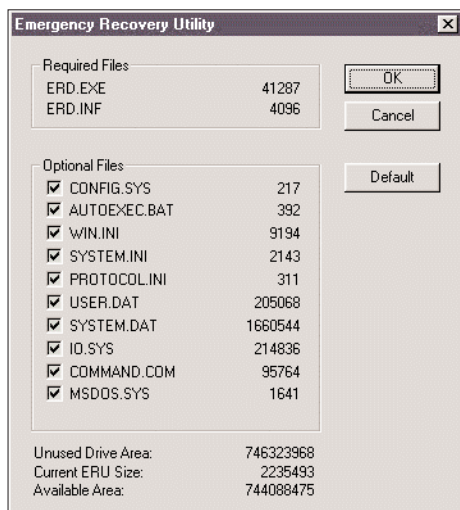 Emergency Recovery Utility
Required Files
ERD.EXE 41287
ERD.INF 4096
OK
Cancel
Optional Files
CONFIG.SYS 217
AUTOEXEC.BAT 392
WIN.INI 9194
SYSTEM.INI 2143
PROTOCOL.INI 311
USER.DAT 205068
SYSTEM.DAT 1660544
IO.SYS 214836
COMMAND.COM 95764
MSDOS.SYS 1641
Default
Unused Drive Area: 746323968
Current ERU Size: 2235493
Available Area: 744088475